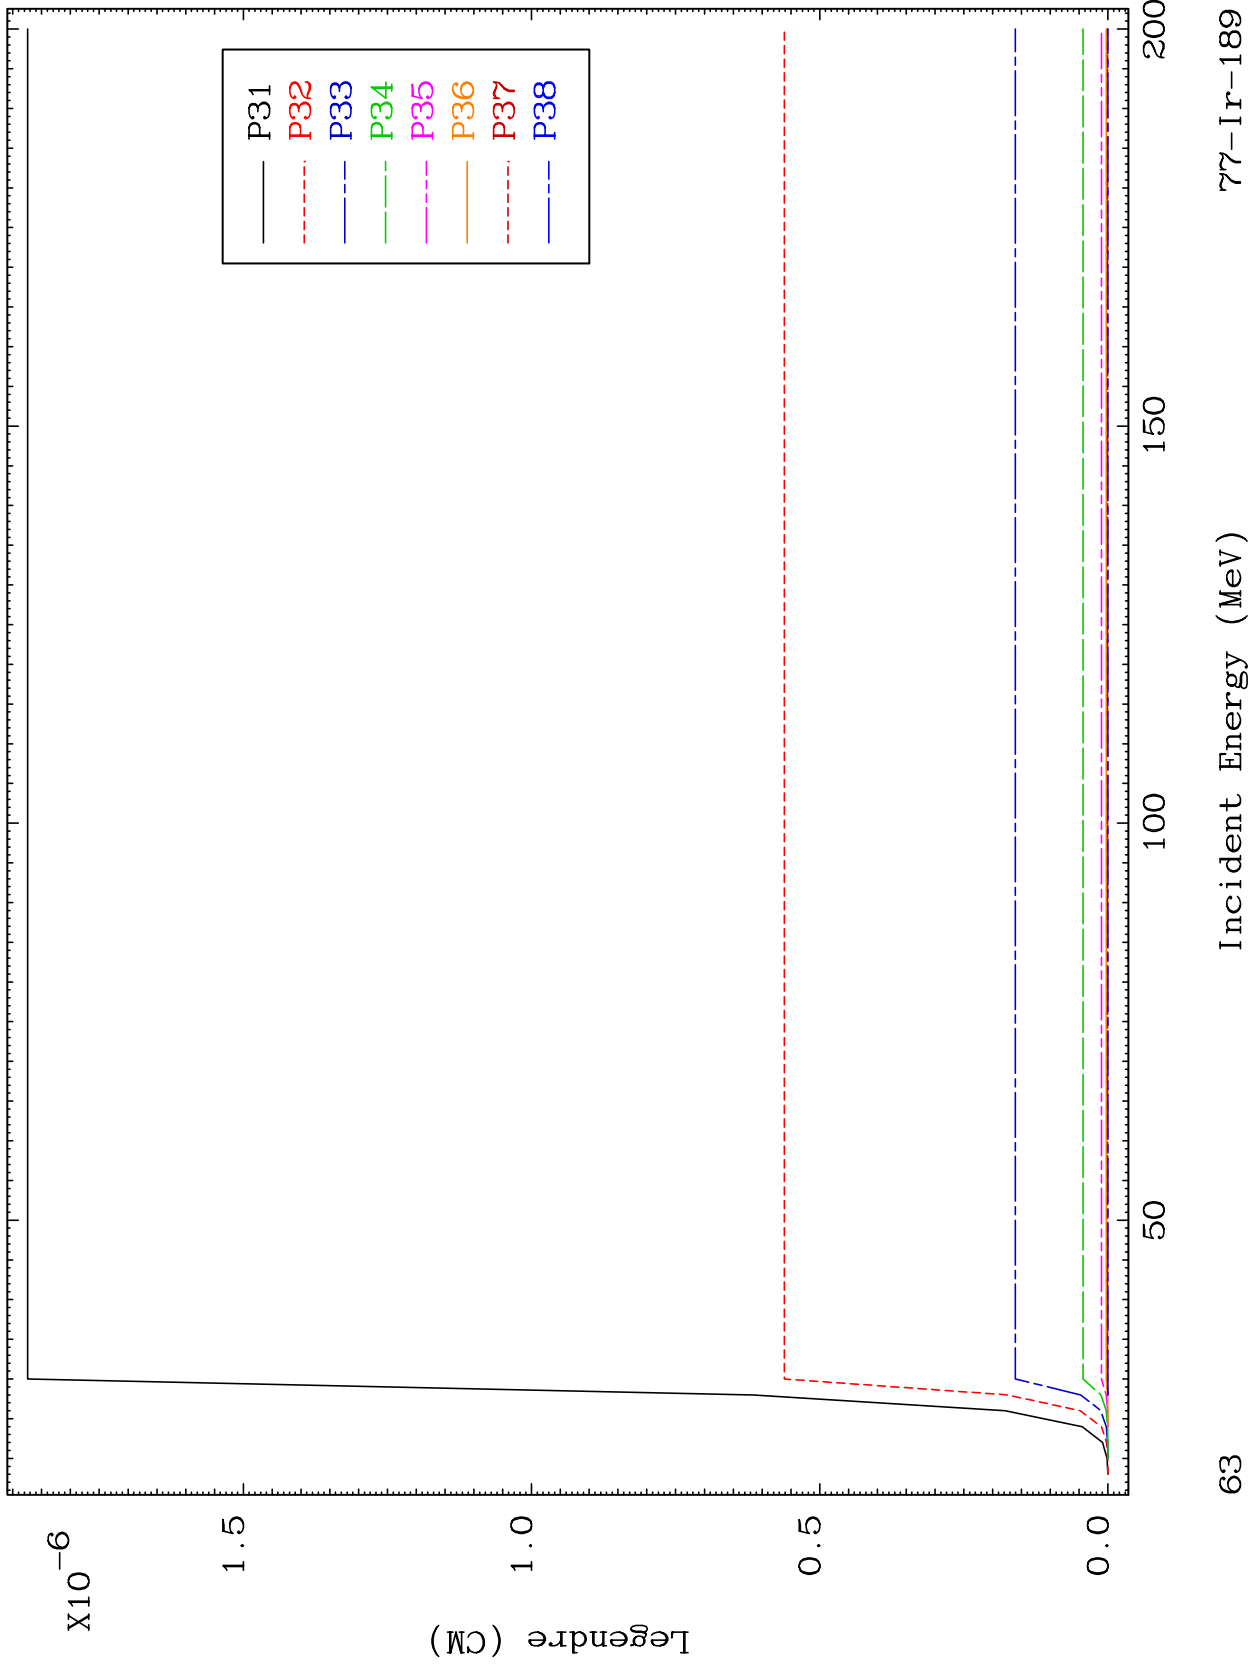 X10-6
1.5
1.0
0.5
0.0
Legendre (CM)
P31
P32
P33
P34
P35
P36
P37
P38
50
100
150
200
63
Incident Energy (MeV)
77-Ir-189